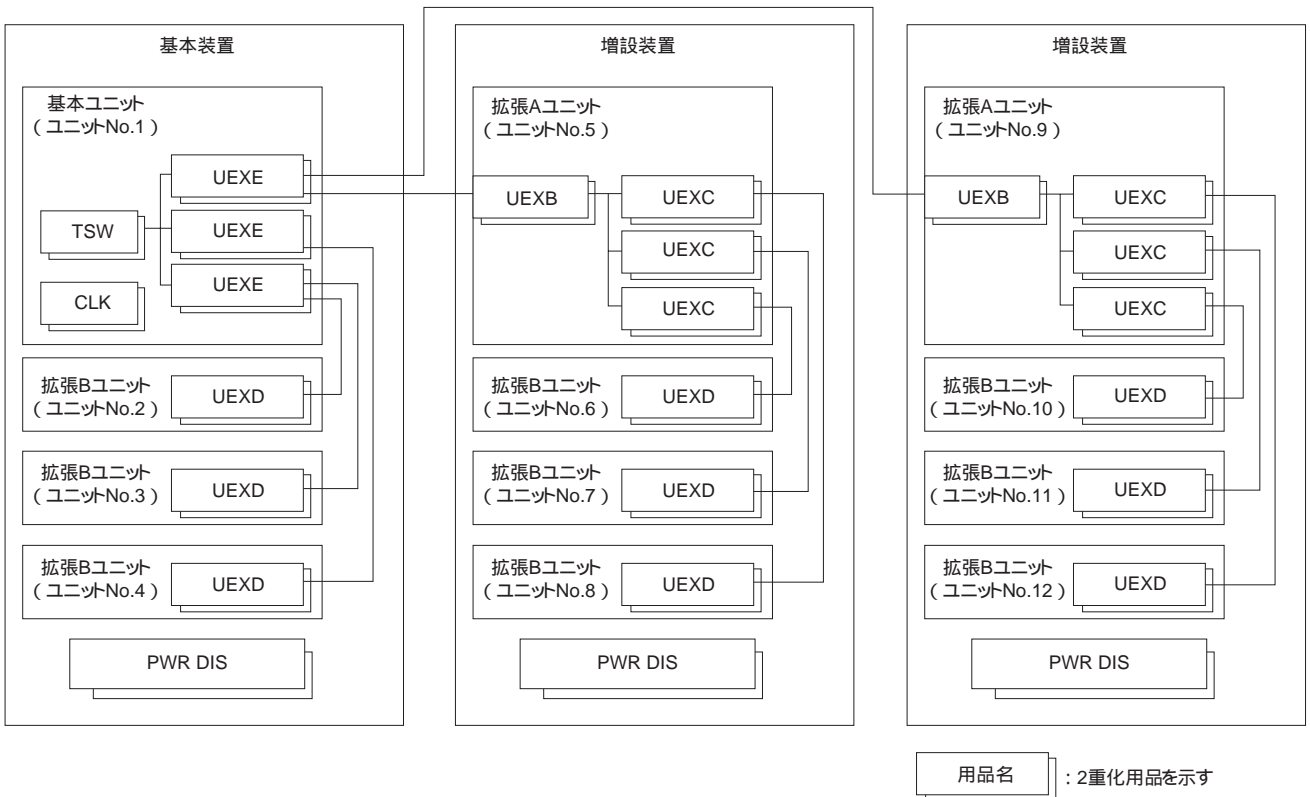 基本装置
基本ユニット
(ユニットNo.1)
UEXE
UEXE
UEXE
TSW
CLK
拡張Bユニット
(ユニットNo.2)
UEXD
拡張Bユニット
(ユニットNo.3)
UEXD
拡張Bユニット
(ユニットNo.4)
UEXD
PWR DIS
増設装置
拡張Aユニット
(ユニットNo.5)
UEXB
UEXC
UEXC
UEXC
拡張Bユニット
(ユニットNo.6)
UEXD
拡張Bユニット
(ユニットNo.7)
UEXD
拡張Bユニット
(ユニットNo.8)
UEXD
PWR DIS
増設装置
拡張Aユニット
(ユニットNo.9)
UEXB
UEXC
UEXC
UEXC
拡張Bユニット
(ユニットNo.10)
UEXD
拡張Bユニット
(ユニットNo.11)
UEXD
拡張Bユニット
(ユニットNo.12)
UEXD
PWR DIS
用品名 : 2重化用品を示す